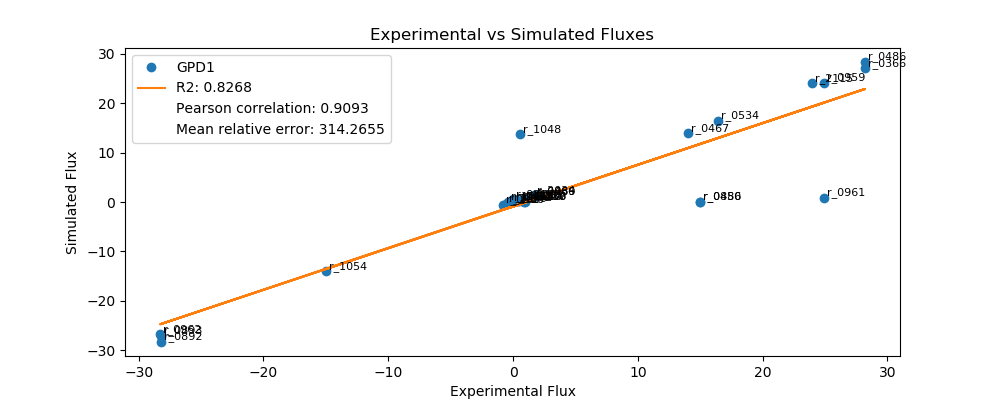 Experimental vs Simulated Fluxes
GPD1
R2: 0.8268
Pearson correlation: 0.9093
Mean relative error: 314.2655
r_0486
r_0366
r_0959
r_0534
r_0467
r_1048
r_0961
r_1054
r_0892
30
20
10
0
−10
−20
−30
Simulated Flux
−30
−20
−10
0
10
20
30
Experimental Flux